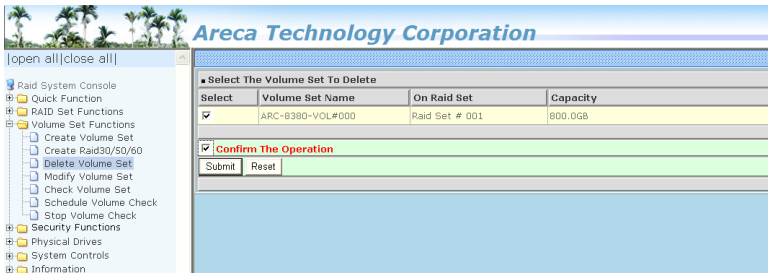 Areca Technology Corporation
|open all|close all|
Raid System Console
Quick Function
RAID Set Functions
Volume Set Functions
Create Volume Set
Create Raid30/50/60
Delete Volume Set
Modify Volume Set
Check Volume Set
Schedule Volume Check
Stop Volume Check
Security Functions
Physical Drives
System Controls
Information
Select The Volume Set To Delete
Select Volume Set Name On Raid Set Capacity
ARC-8380-VOL#000 Raid Set # 001 800.0GB
Confirm The Operation
Submit Reset